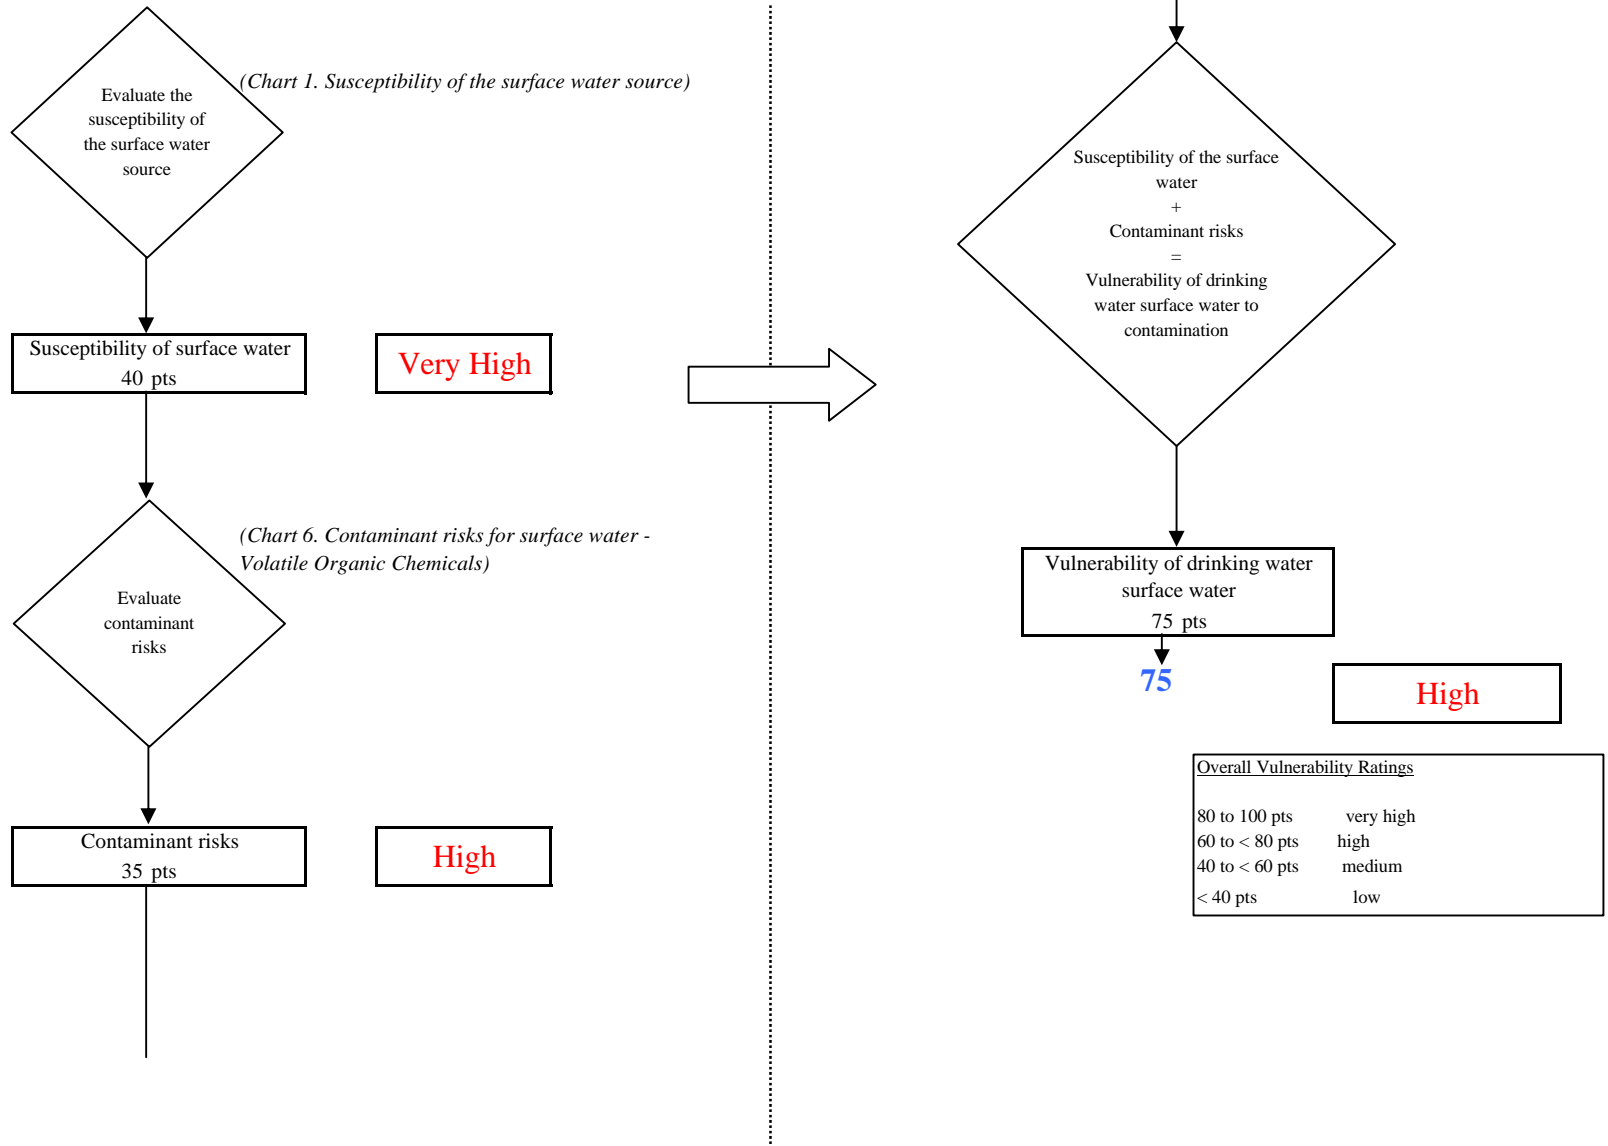 (Chart 1. Susceptibility of the surface water source)
Evaluate the
susceptibility of
the surface water
source
Susceptibility of surface water
40 pts
Very High
(Chart 6. Contaminant risks for surface water -
Volatile Organic Chemicals)
Evaluate
contaminant
risks
Contaminant risks
35 pts
High
Susceptibility of the surface
water
+
Contaminant risks
=
Vulnerability of drinking
water surface water to
contamination
Vulnerability of drinking water
surface water
75 pts
75
High
Overall Vulnerability Ratings
80 to 100 pts very high
60 to < 80 pts high
40 to < 60 pts medium
< 40 pts low